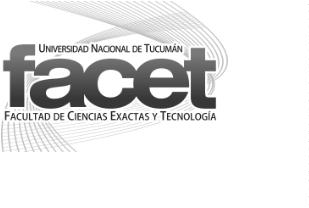 UNIVERSIDAD NACIONAL DE TUCUMÁN
facet
FACULTAD DE CIENCIAS EXACTAS Y TECNOLOGÍA